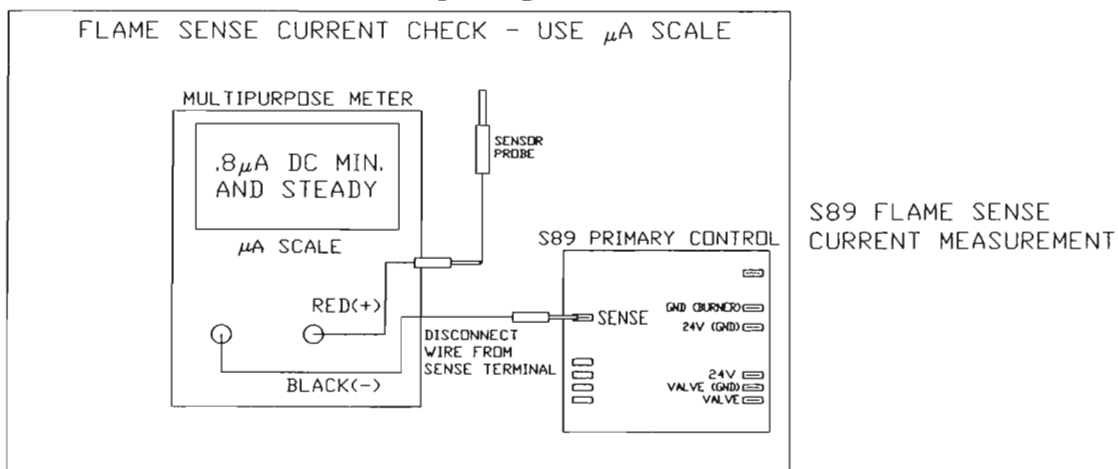 FLAME SENSE CURRENT CHECK - USE µA SCALE
MULTIPURPOSE METER
.8µA DC MIN.
AND STEADY
µA SCALE
RED(+)
BLACK(-)
SENSOR
PROBE
DISCONNECT
WIRE FROM
SENSE TERMINAL
S89 PRIMARY CONTROL
SENSE
GND (BURNER)
24V (GND)
24V
VALVE (GND)
VALVE
S89 FLAME SENSE
CURRENT MEASUREMENT